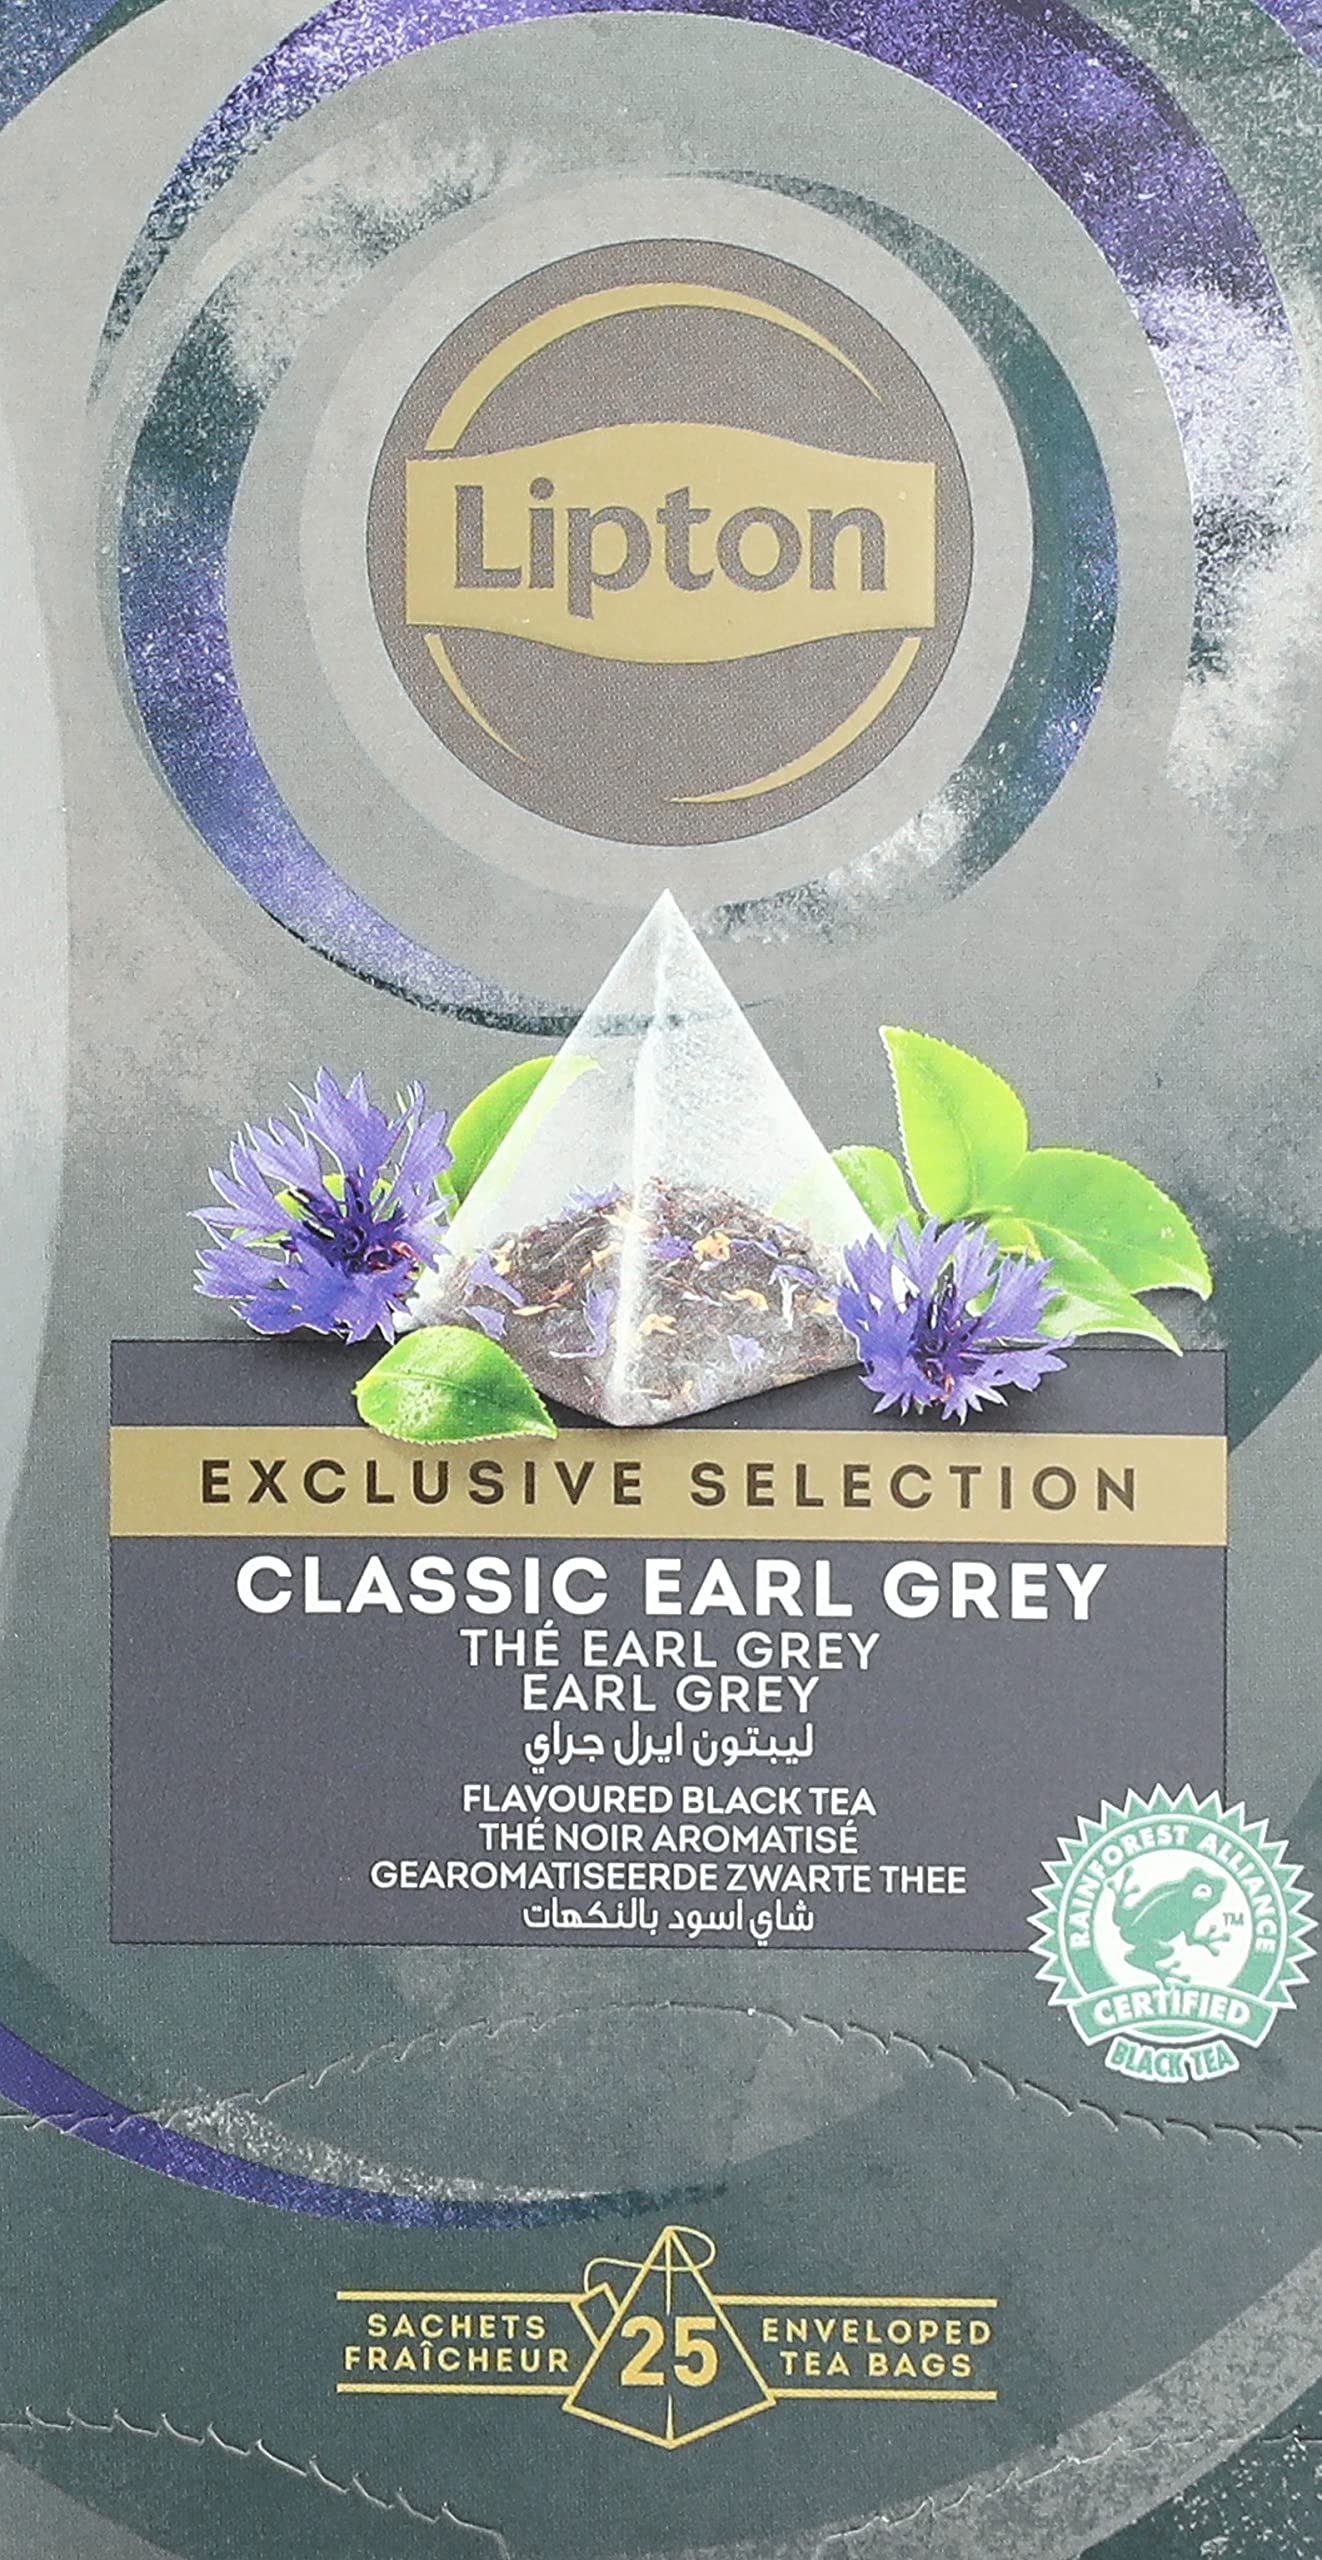 Lipton
EXCLUSIVE SELECTION
CLASSIC EARL GREY
THÉ EARL GREY
EARL GREY
ليبتون ايرل جراي
FLAVOURED BLACK TEA
THÉ NOIR AROMATISÉ
GEAROMATISEERDE ZWARTE THEE
شاي اسود بالنكهات
RAINFOREST ALLIANCE
TM
CERTIFIED
BLACK TEA
SACHETS
FRAÎCHEUR
25
ENVELOPED
TEA BAGS